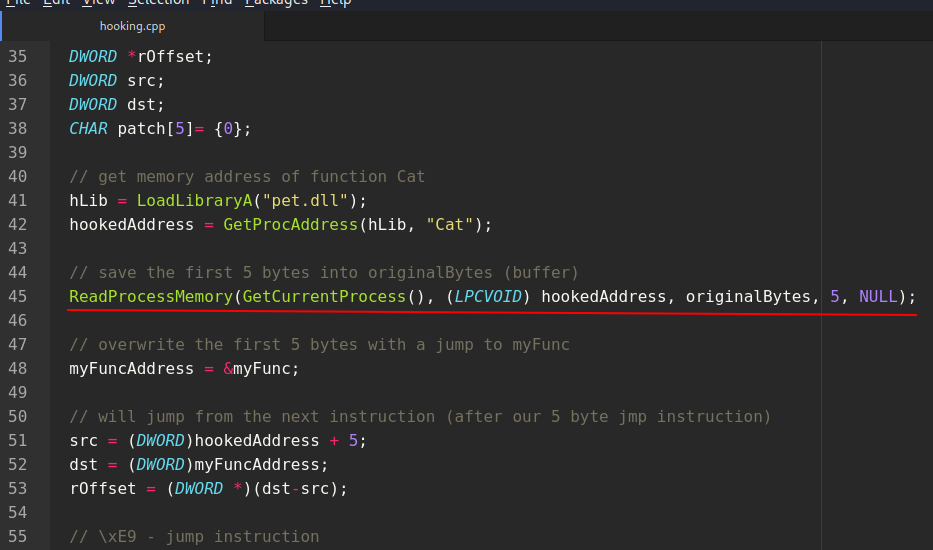 File Edit View Selection Find Packages Help
hooking.cpp
35 DWORD *rOffset;
36 DWORD src;
37 DWORD dst;
38 CHAR patch[5]= {0};
39
40 // get memory address of function Cat
41 hLib = LoadLibraryA("pet.dll");
42 hookedAddress = GetProcAddress(hLib, "Cat");
43
44 // save the first 5 bytes into originalBytes (buffer)
45 ReadProcessMemory(GetCurrentProcess(), (LPCVOID) hookedAddress, originalBytes, 5, NULL);
46
47 // overwrite the first 5 bytes with a jump to myFunc
48 myFuncAddress = &myFunc;
49
50 // will jump from the next instruction (after our 5 byte jmp instruction)
51 src = (DWORD)hookedAddress + 5;
52 dst = (DWORD)myFuncAddress;
53 rOffset = (DWORD *)(dst-src);
54
55 // \xE9 - jump instruction